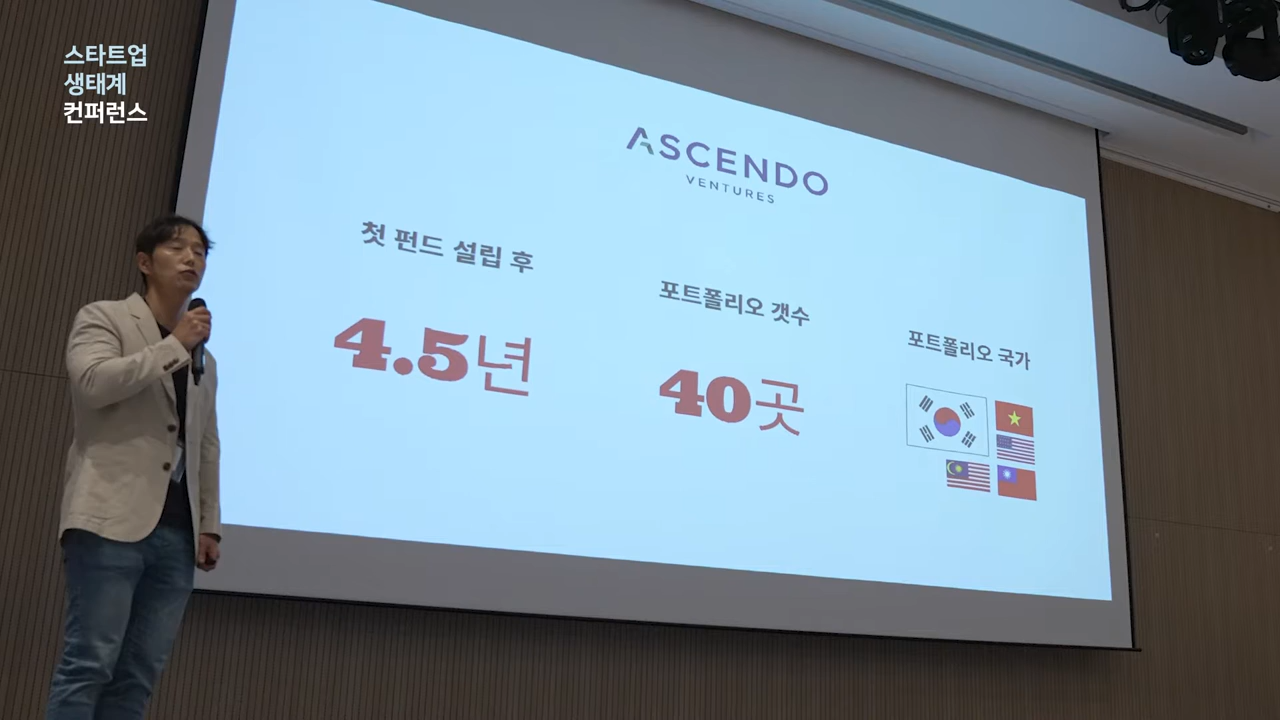 스타트업
생태계
컨퍼런스
ASCENDO
VENTURES
첫 펀드 설립 후
4.5년
포트폴리오 갯수
40곳
포트폴리오 국가